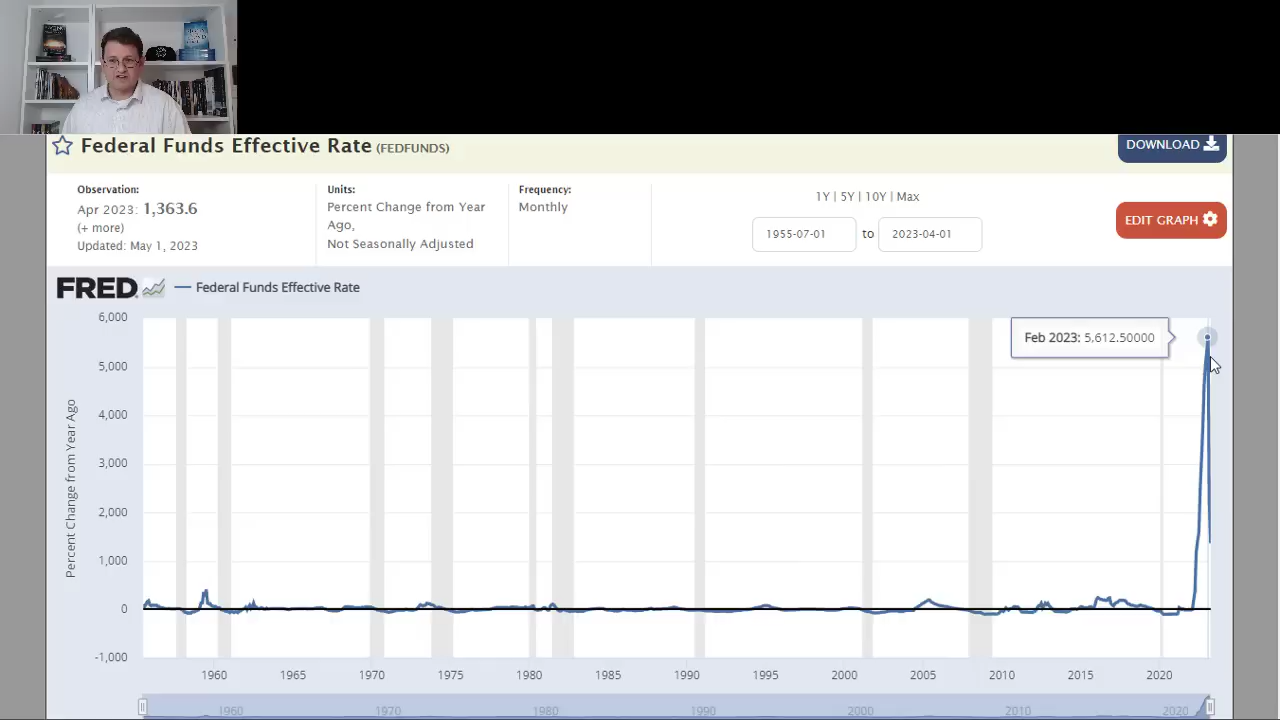 Federal Funds Effective Rate (FEDFUNDS)
DOWNLOAD
Observation:
Apr 2023: 1,363.6
(+ more)
Updated: May 1, 2023
Units:
Percent Change from Year
Ago,
Not Seasonally Adjusted
Frequency:
Monthly
1Y | 5Y | 10Y | Max
1955-07-01 to 2023-04-01
EDIT GRAPH
FRED
Federal Funds Effective Rate
Percent Change from Year Ago
6,000
5,000
4,000
3,000
2,000
1,000
0
-1,000
Feb 2023: 5,612.50000
1960 1965 1970 1975 1980 1985 1990 1995 2000 2005 2010 2015 2020
1960 1970 1980 1990 2000 2010 2020